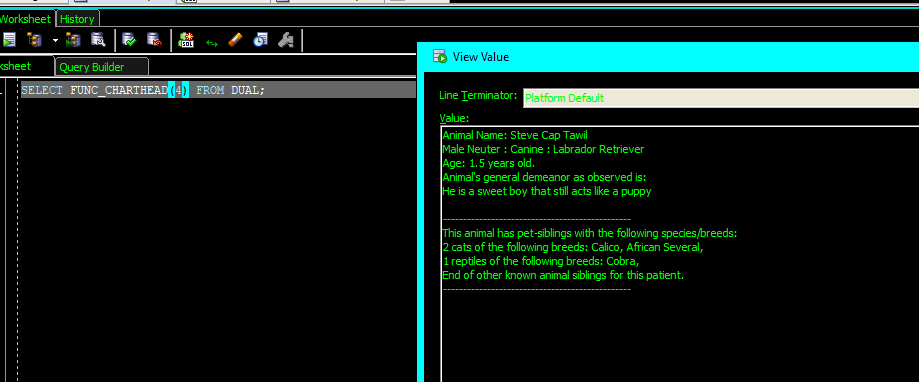 Worksheet History
ksheet Query Builder
SELECT FUNC_CHARTHEAD(4) FROM DUAL;
View Value
Line Terminator: Platform Default
Value:
Animal Name: Steve Cap Tawil
Male Neuter : Canine : Labrador Retriever
Age: 1.5 years old.
Animal's general demeanor as observed is:
He is a sweet boy that still acts like a puppy
------------------------------------------------
This animal has pet-siblings with the following species/breeds:
2 cats of the following breeds: Calico, African Several,
1 reptiles of the following breeds: Cobra,
End of other known animal siblings for this patient.
------------------------------------------------